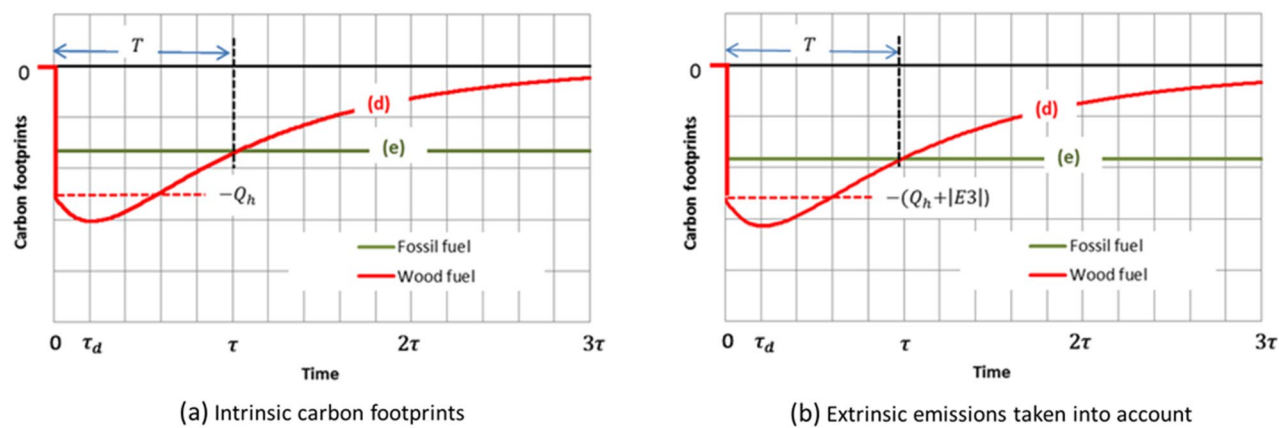 T
0
(d)
(e)
−Q_h
Carbon footprints
Fossil fuel
Wood fuel
0 τ_d τ 2τ 3τ
Time
(a) Intrinsic carbon footprints
T
0
(d)
(e)
−(Q_h+|E3|)
Carbon footprints
Fossil fuel
Wood fuel
0 τ_d τ 2τ 3τ
Time
(b) Extrinsic emissions taken into account